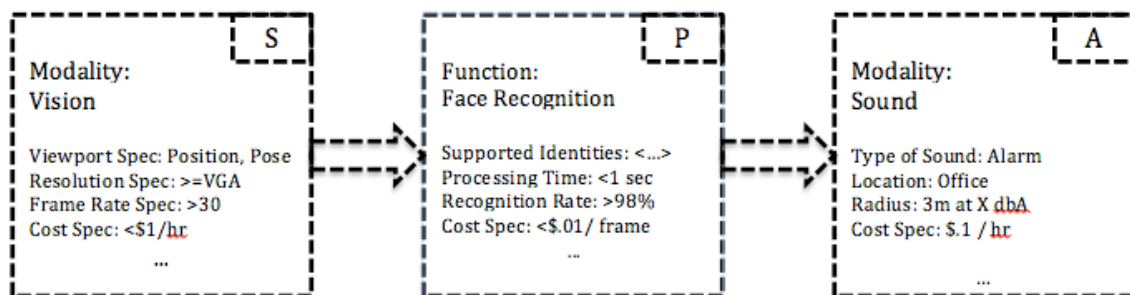 S
Modality:
Vision
Viewport Spec: Position, Pose
Resolution Spec: >=VGA
Frame Rate Spec: >30
Cost Spec: <$1/hr
...
P
Function:
Face Recognition
Supported Identities: <...>
Processing Time: <1 sec
Recognition Rate: >98%
Cost Spec: <$.01/ frame
...
A
Modality:
Sound
Type of Sound: Alarm
Location: Office
Radius: 3m at X dbA
Cost Spec: $.1 / hr
...